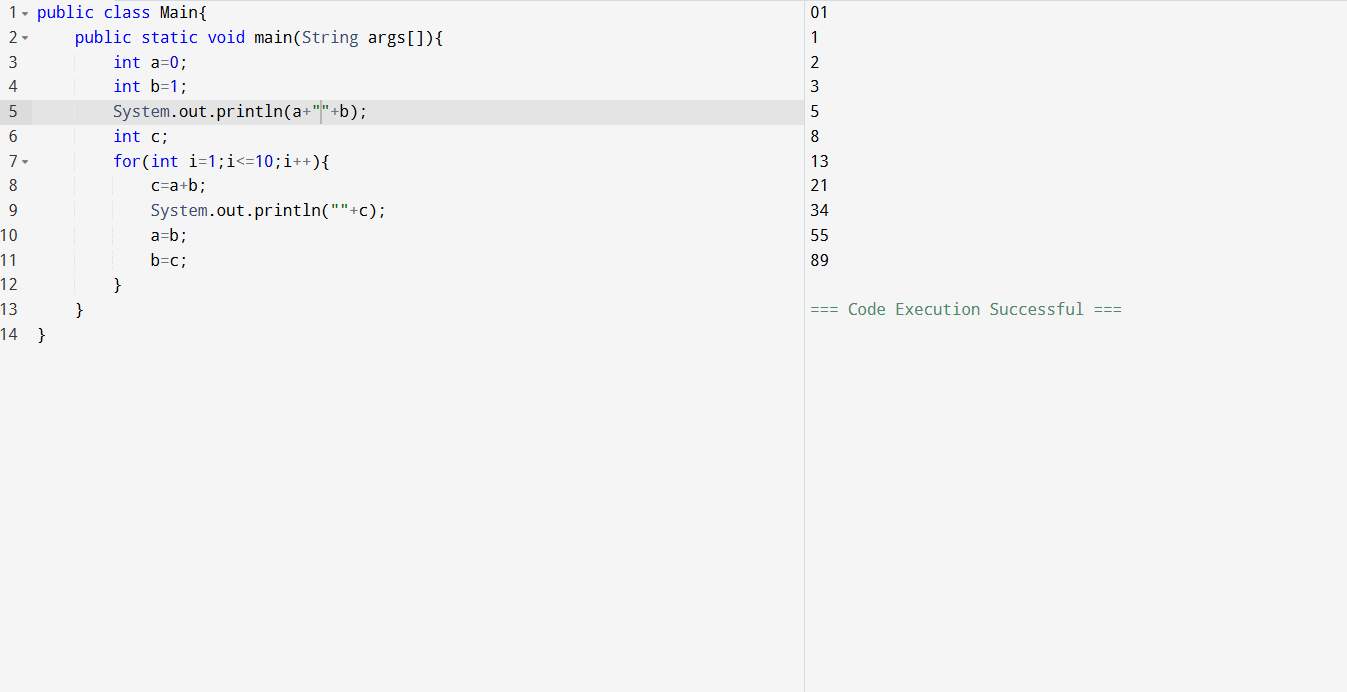 1 public class Main{
2     public static void main(String args[]){
3         int a=0;
4         int b=1;
5         System.out.println(a+""+b);
6         int c;
7         for(int i=1;i<=10;i++){
8             c=a+b;
9             System.out.println(""+c);
10             a=b;
11             b=c;
12         }
13     }
14 }
01
1
2
3
5
8
13
21
34
55
89
=== Code Execution Successful ===